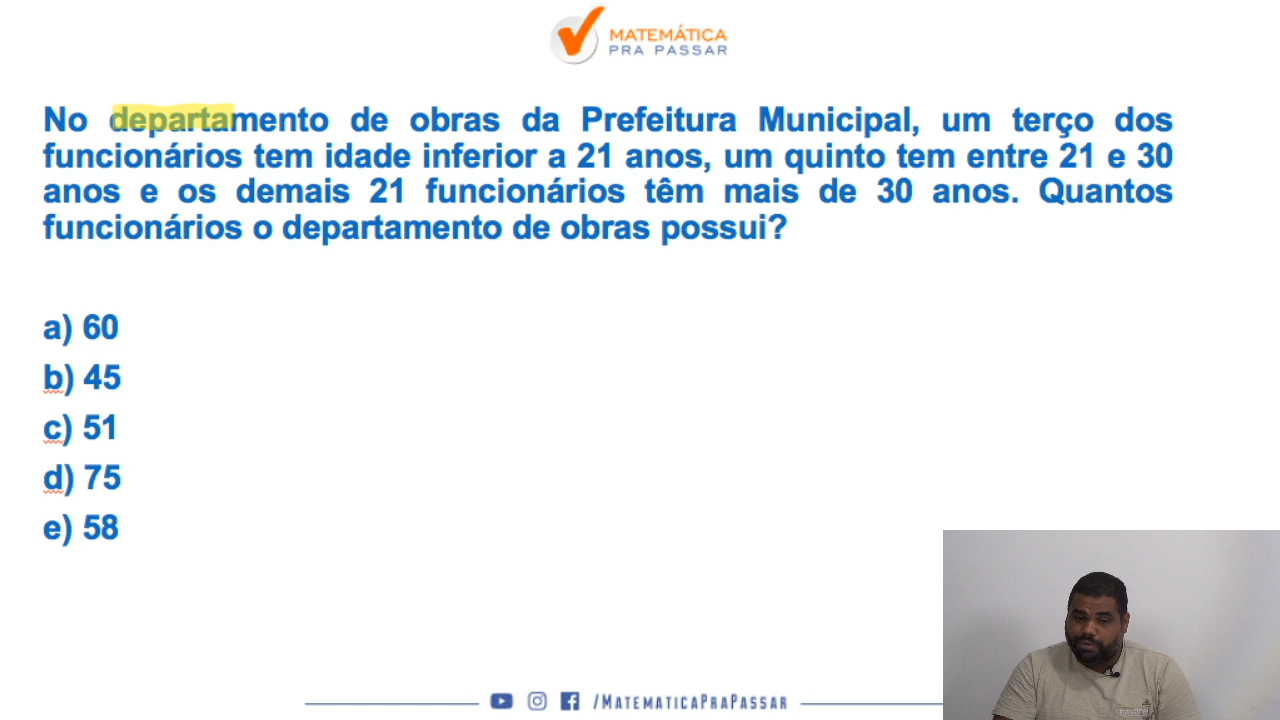 MATEMÁTICA
PRA PASSAR
No departamento de obras da Prefeitura Municipal, um terço dos
funcionários tem idade inferior a 21 anos, um quinto tem entre 21 e 30
anos e os demais 21 funcionários têm mais de 30 anos. Quantos
funcionários o departamento de obras possui?
a) 60
b) 45
c) 51
d) 75
e) 58
/MATEMATICAPRAPASSAR